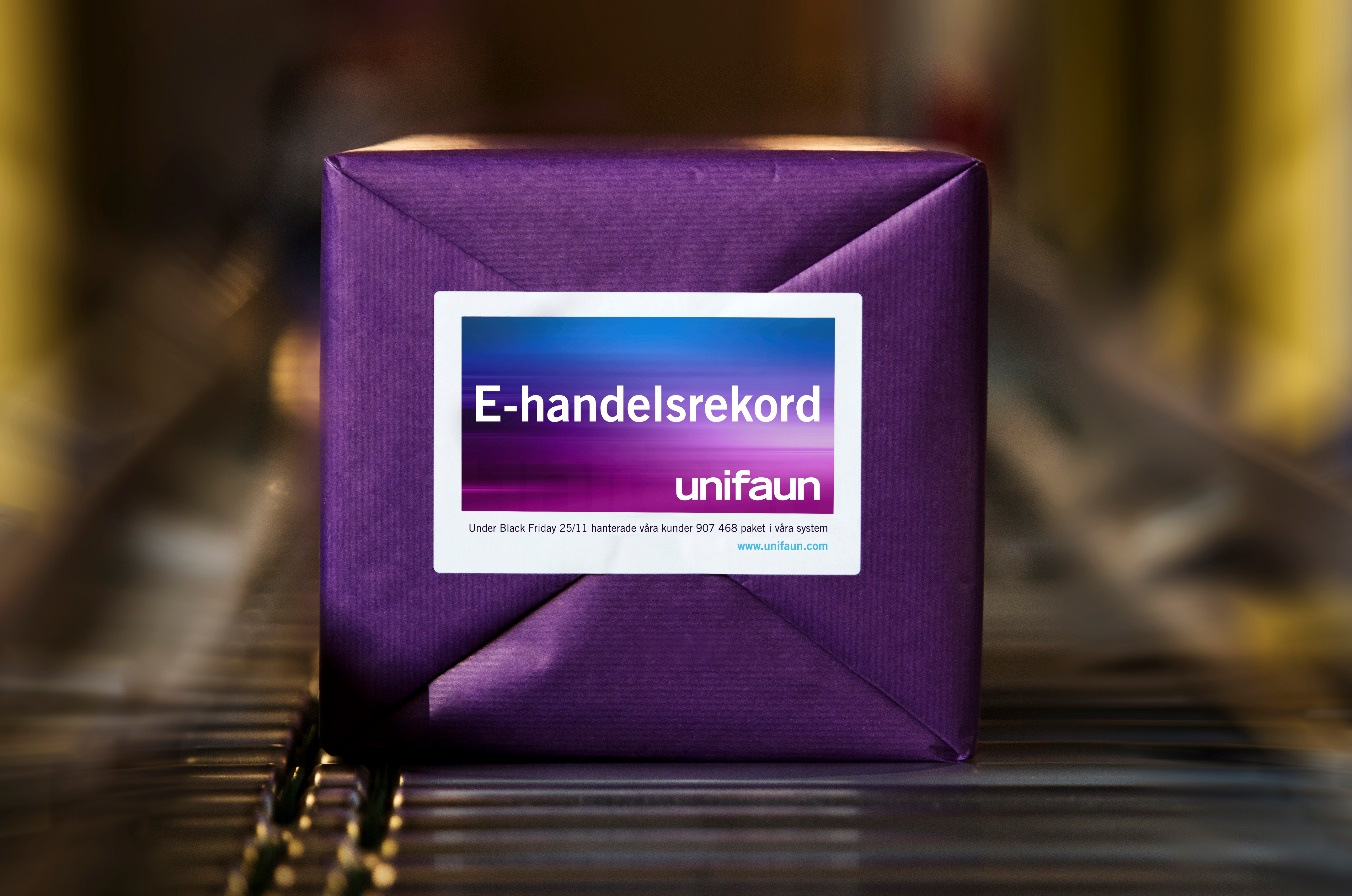 E-handelsrekord
unifaun
Under Black Friday 25/11 hanterade våra kunder 907 468 paket i våra system
www.unifaun.com